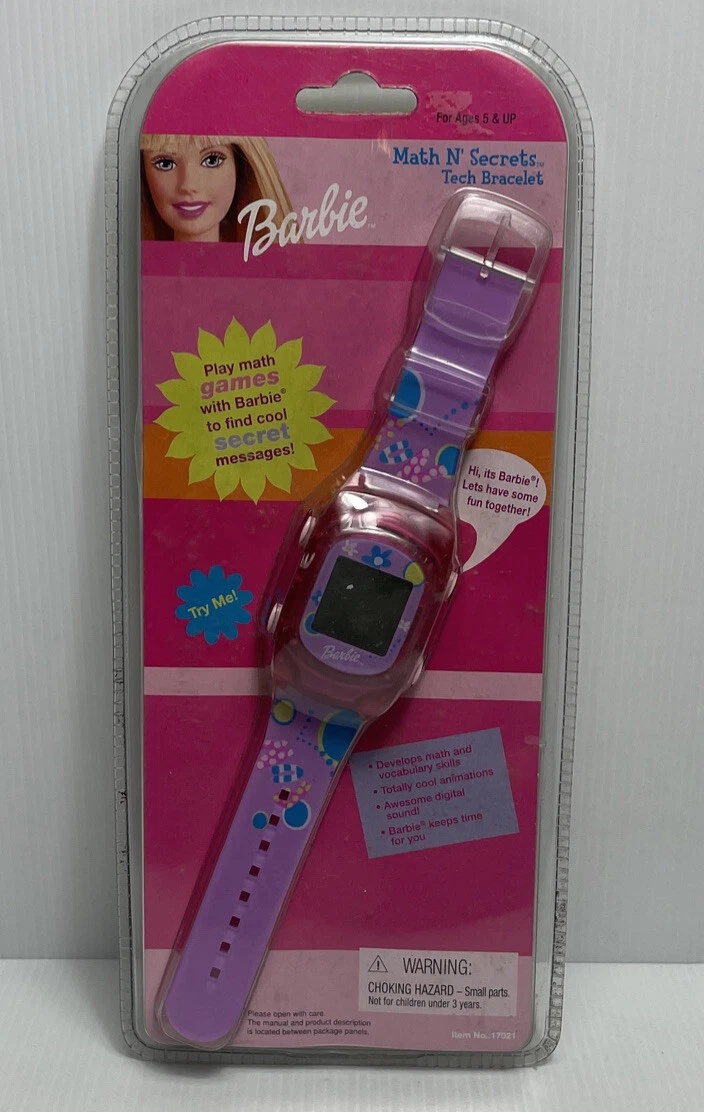 For Ages 5 & UP
Math N' Secrets™
Tech Bracelet
Barbie™
Play math
games
with Barbie®
to find cool
secret
messages!
Hi, its Barbie®!
Lets have some
fun together!
Try Me!
Barbie
• Develops math and
vocabulary skills
• Totally cool animations
• Awesome digital
sound!
• Barbie® keeps time
for you
WARNING:
CHOKING HAZARD – Small parts.
Not for children under 3 years.
Please open with care.
The manual and product description
is located between package panels.
Item No.:17021